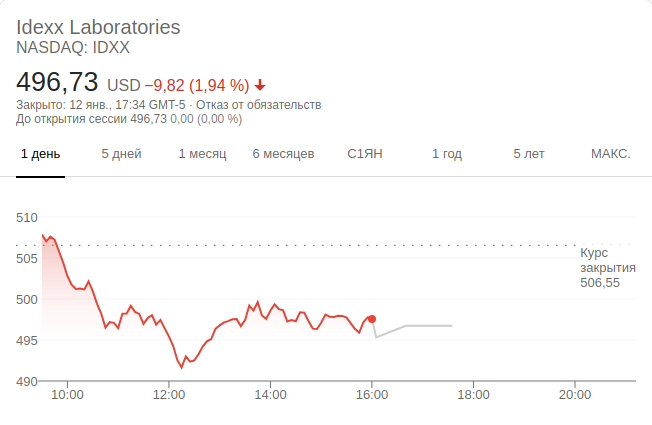 Idexx Laboratories
NASDAQ: IDXX
496,73 USD −9,82 (1,94 %)
Закрыто: 12 янв., 17:34 GMT-5 · Отказ от обязательств
До открытия сессии 496,73 0,00 (0,00 %)
1 день 5 дней 1 месяц 6 месяцев С1ЯН 1 год 5 лет МАКС.
510
505
500
495
490
Курс
закрытия
506,55
10:00 12:00 14:00 16:00 18:00 20:00